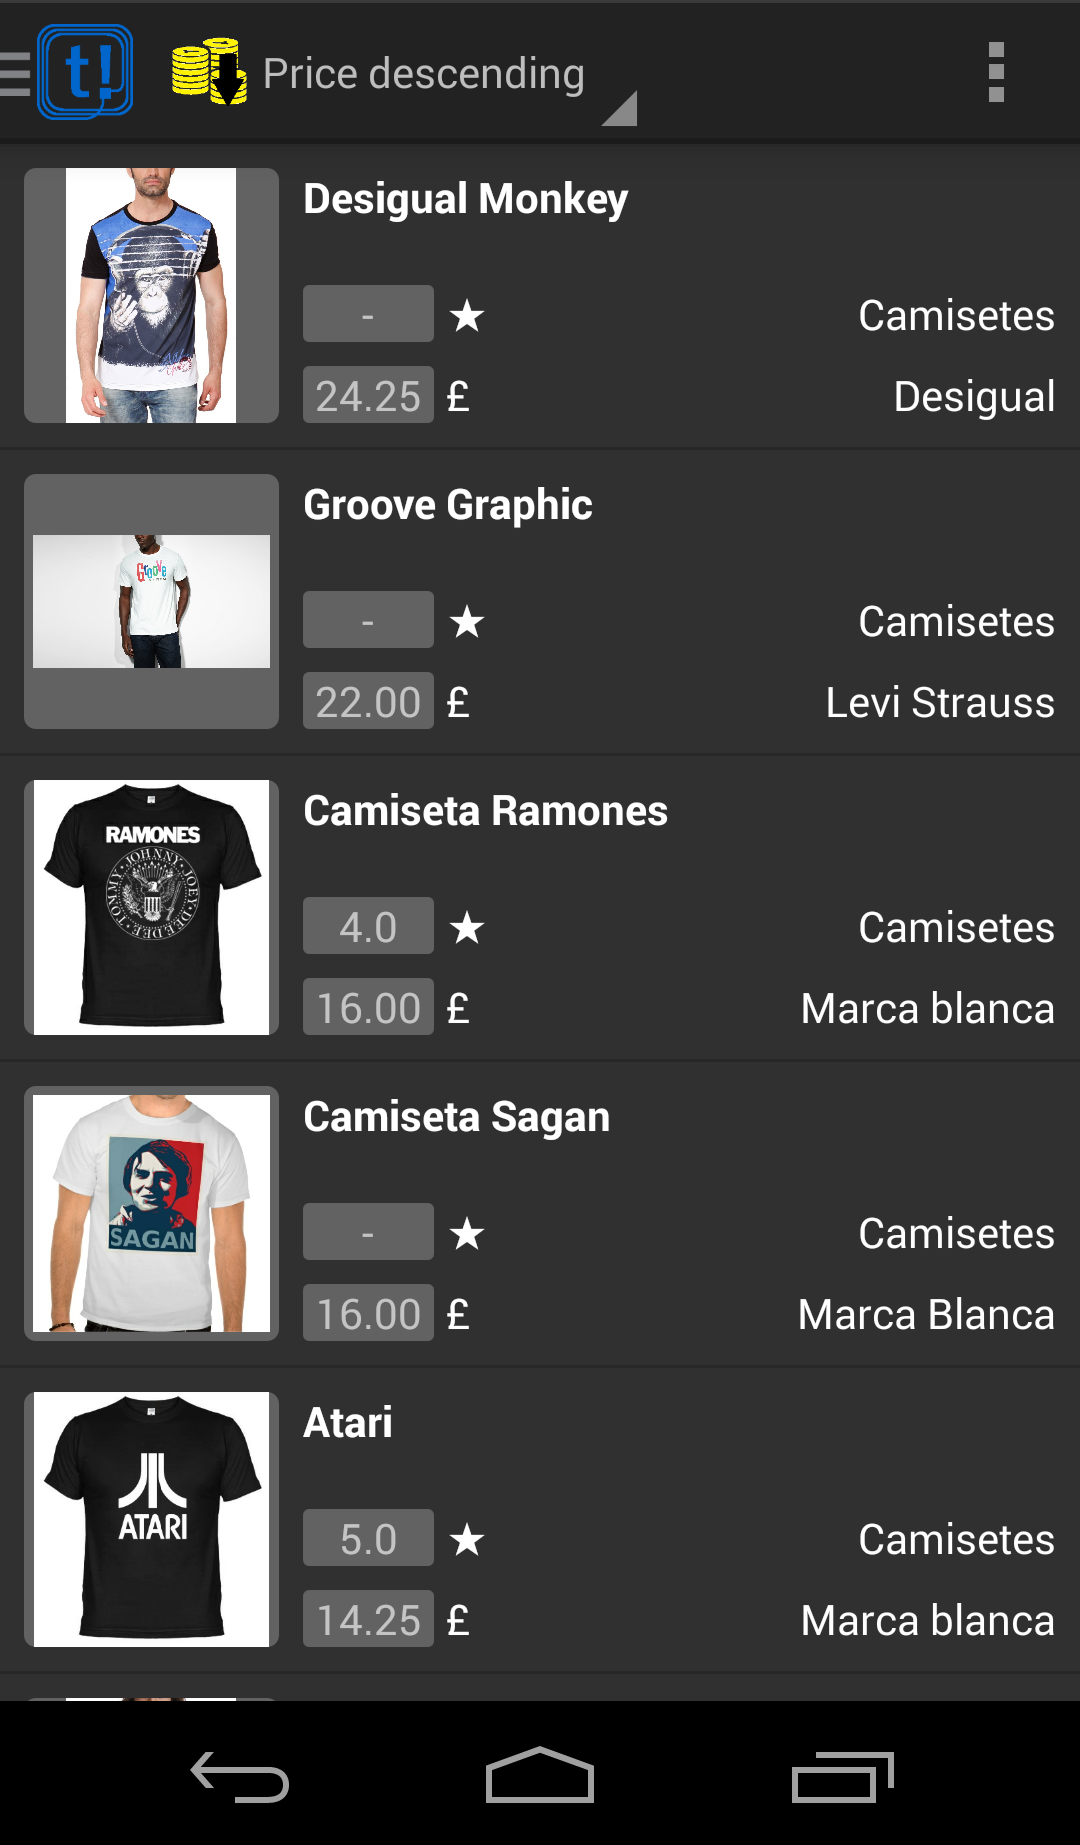 t!
Price descending
Desigual Monkey
- ★ Camisetes
24.25 £ Desigual
Groove Graphic
Groove
- ★ Camisetes
22.00 £ Levi Strauss
Camiseta Ramones
RAMONES
JOHNNY · JOEY · DEE DEE · TOMMY
4.0 ★ Camisetes
16.00 £ Marca blanca
Camiseta Sagan
SAGAN
- ★ Camisetes
16.00 £ Marca Blanca
Atari
ATARI
5.0 ★ Camisetes
14.25 £ Marca blanca